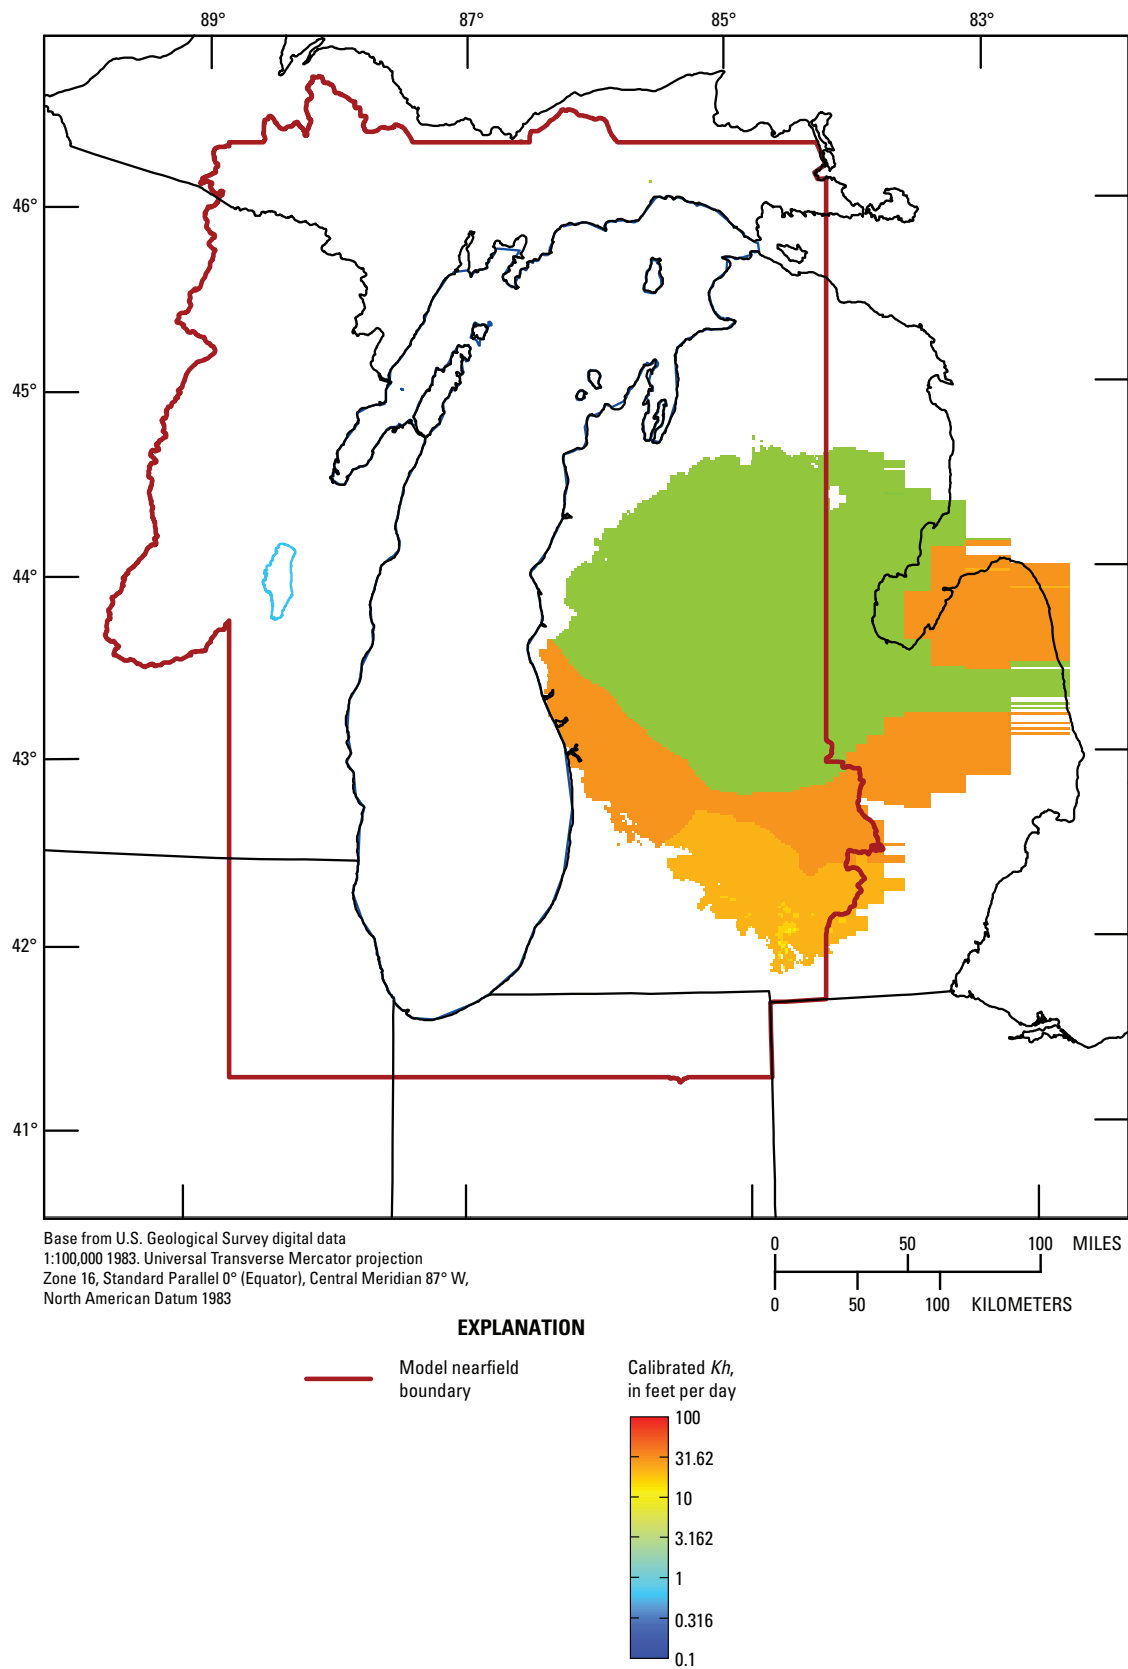 89° 87° 85° 83°
46°
45°
44°
43°
42°
41°
Base from U.S. Geological Survey digital data
1:100,000 1983. Universal Transverse Mercator projection
Zone 16, Standard Parallel 0° (Equator), Central Meridian 87° W,
North American Datum 1983
0 50 100 MILES
0 50 100 KILOMETERS
EXPLANATION
Model nearfield
boundary
Calibrated Kh,
in feet per day
100
31.62
10
3.162
1
0.316
0.1